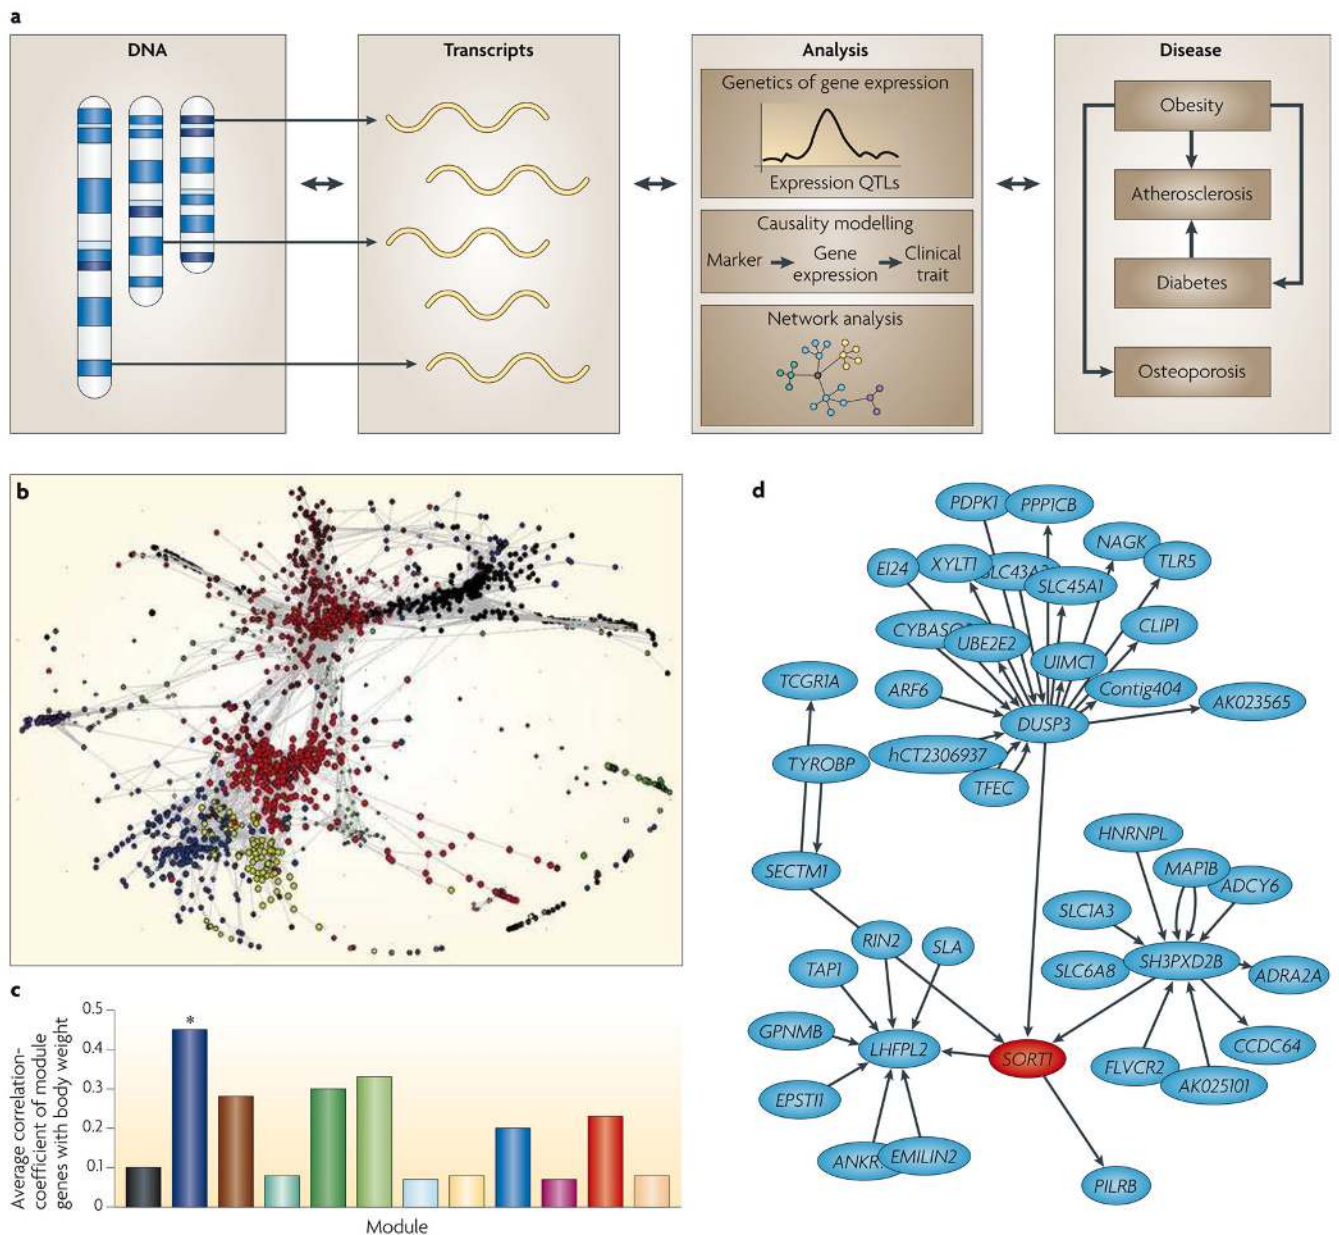 a
DNA
Transcripts
Analysis
Disease
Genetics of gene expression
Expression QTLs
Causality modelling
Marker
Gene
expression
Clinical
trait
Network analysis
Obesity
Atherosclerosis
Diabetes
Osteoporosis
b
c
0.5
0.4
0.3
0.2
0.1
0
*
Average correlation-
coefficient of module
genes with body weight
Module
d
PDPK1
PPP1CB
NAGK
TLR5
EI24
XYLT1
SLC45A1
UBE2E2
CLIP1
UIMC1
TCGR1A
ARF6
Contig404
AK023565
DUSP3
TYROBP
hCT2306937
TFEC
HNRNPL
SECTM1
MAP1B
ADCY6
SLC1A3
RIN2
SLA
TAP1
SLC6A8
SH3PXD2B
ADRA2A
GPNMB
LHFPL2
SORT1
CCDC64
FLVCR2
AK025101
EPSTI1
EMILIN2
PILRB